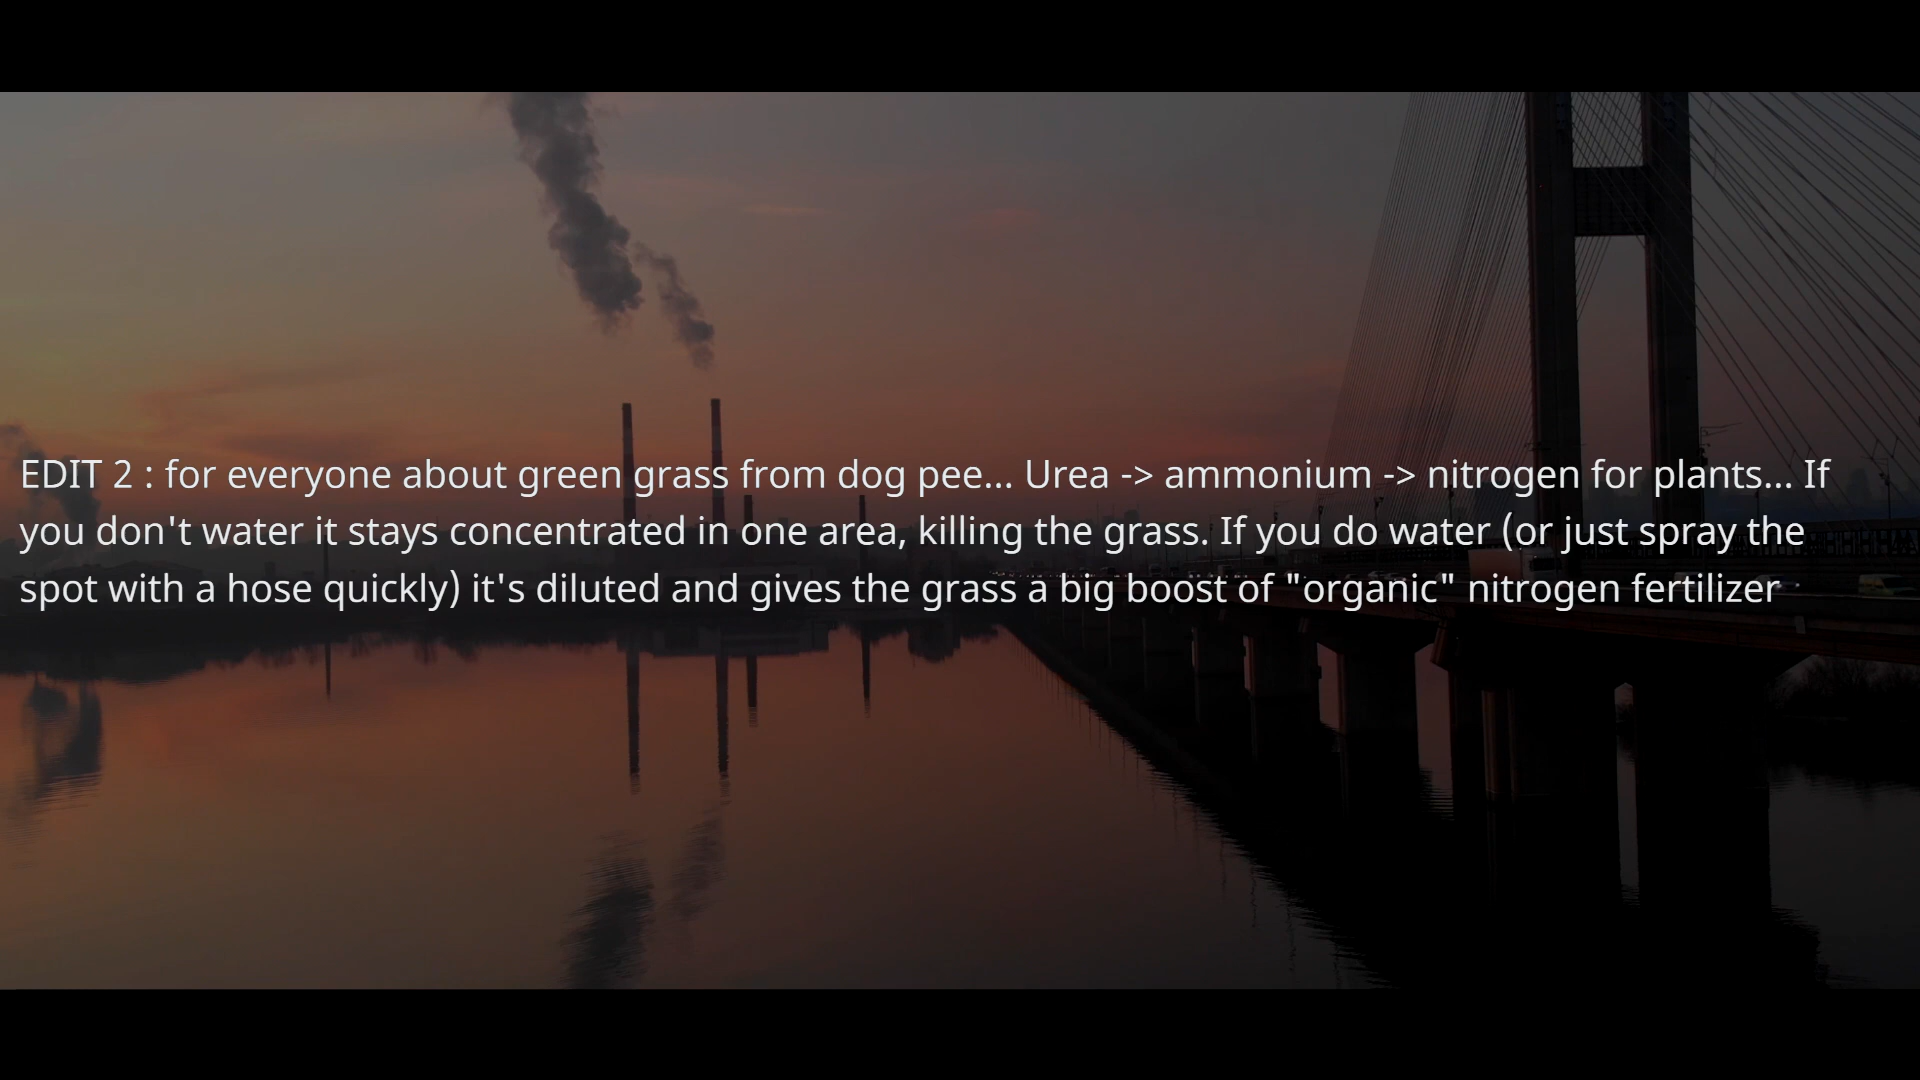 EDIT 2 : for everyone about green grass from dog pee... Urea -> ammonium -> nitrogen for plants... If
you don't water it stays concentrated in one area, killing the grass. If you do water (or just spray the
spot with a hose quickly) it's diluted and gives the grass a big boost of "organic" nitrogen fertilizer